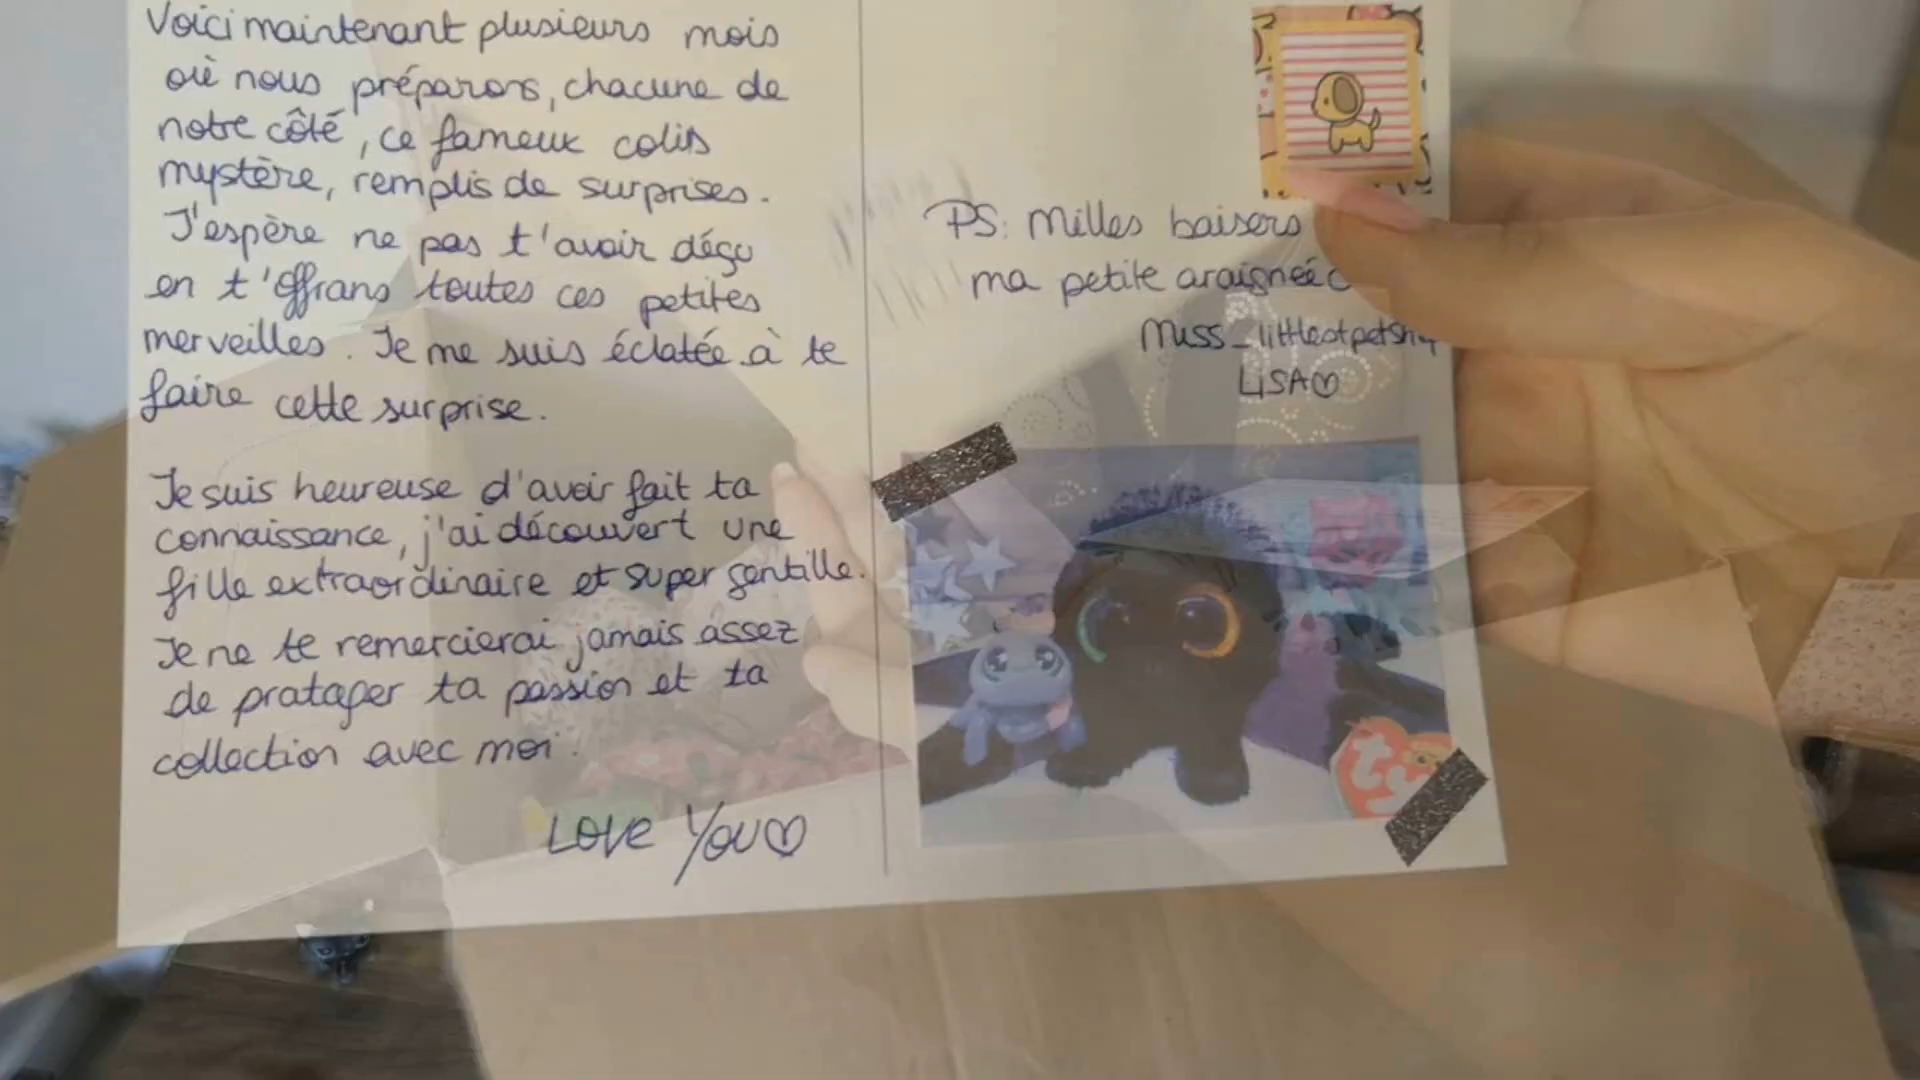 Voici maintenant plusieurs mois
où nous préparons, chacune de
notre côté, ce fameux colis
mystère, remplis de surprises.
J'espère ne pas t'avoir déçu
en t'offrans toutes ces petites
merveilles. Je me suis éclatée à te
faire cette surprise.
Je suis heureuse d'avoir fait ta
connaissance, j'ai découvert une
fille extraordinaire et super gentille.
Je ne te remercierai jamais assez
de pratager ta passion et ta
collection avec moi.
LOVE YOU♡
PS: Milles baisers
ma petite araigneé
Miss_littlestpetshop
LISA♡
ty